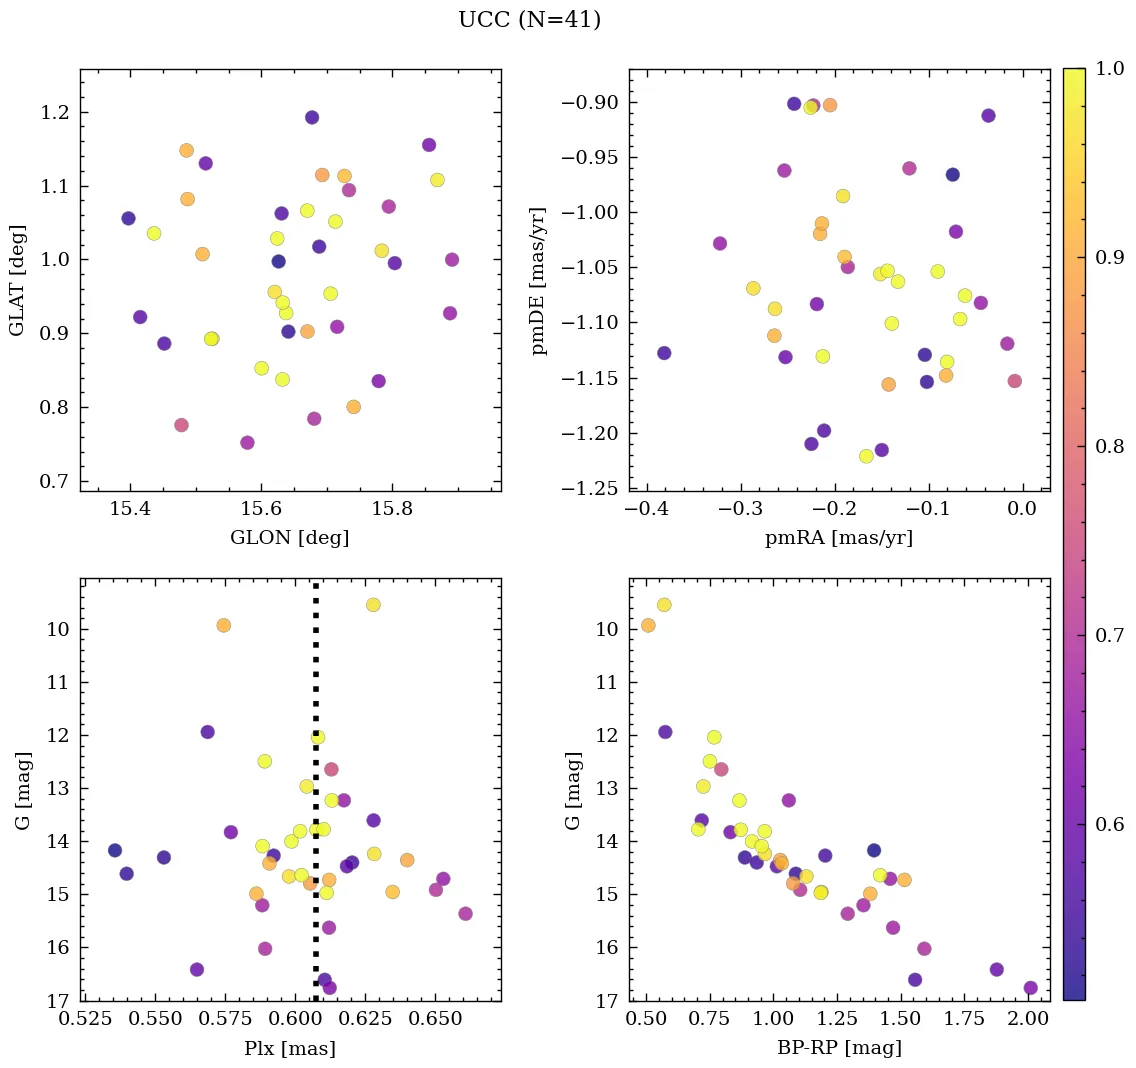 UCC (N=41)
1.2
1.1
1.0
0.9
0.8
0.7
GLAT [deg]
15.4 15.6 15.8
GLON [deg]
−0.90
−0.95
−1.00
−1.05
−1.10
−1.15
−1.20
−1.25
pmDE [mas/yr]
−0.4 −0.3 −0.2 −0.1 0.0
pmRA [mas/yr]
1.0
0.9
0.8
0.7
0.6
10
11
12
13
14
15
16
17
G [mag]
0.525 0.550 0.575 0.600 0.625 0.650
Plx [mas]
10
11
12
13
14
15
16
17
G [mag]
0.50 0.75 1.00 1.25 1.50 1.75 2.00
BP-RP [mag]